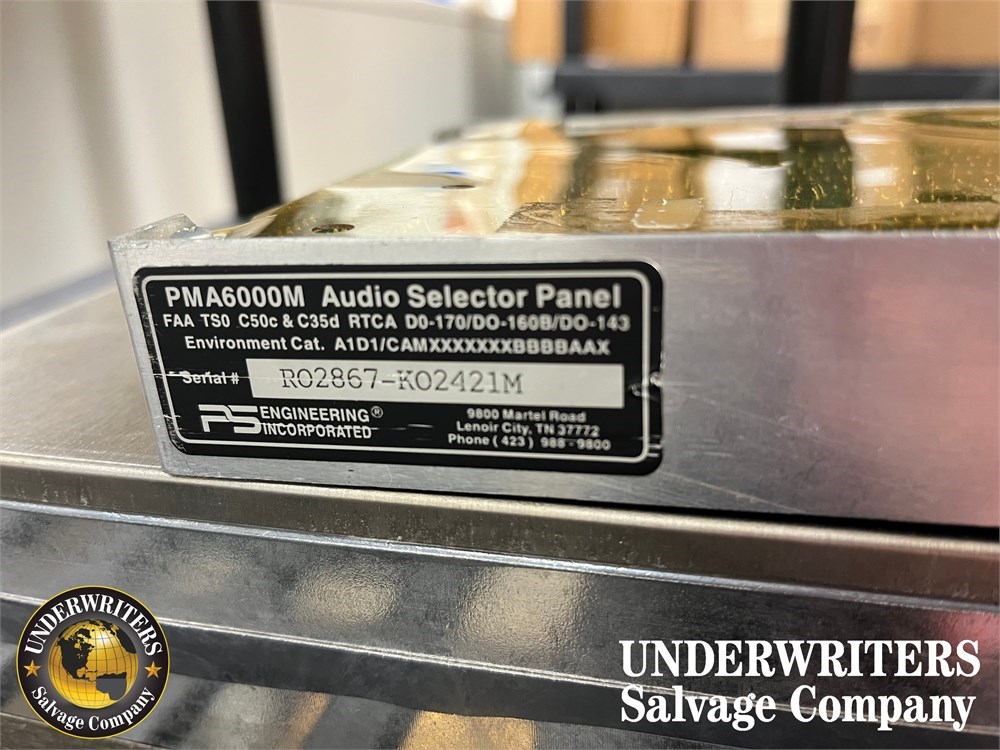 PMA6000M Audio Selector Panel
FAA TSO C50c & C35d RTCA DO-170/DO-160B/DO-143
Environment Cat. A1D1/CAMXXXXXXXBBBBAAX
Serial # R02867-K02421M
PS ENGINEERING®
INCORPORATED
9800 Martel Road
Lenoir City, TN 37772
Phone (423) 988-9800
UNDERWRITERS
Salvage Company
UNDERWRITERS
Salvage Company